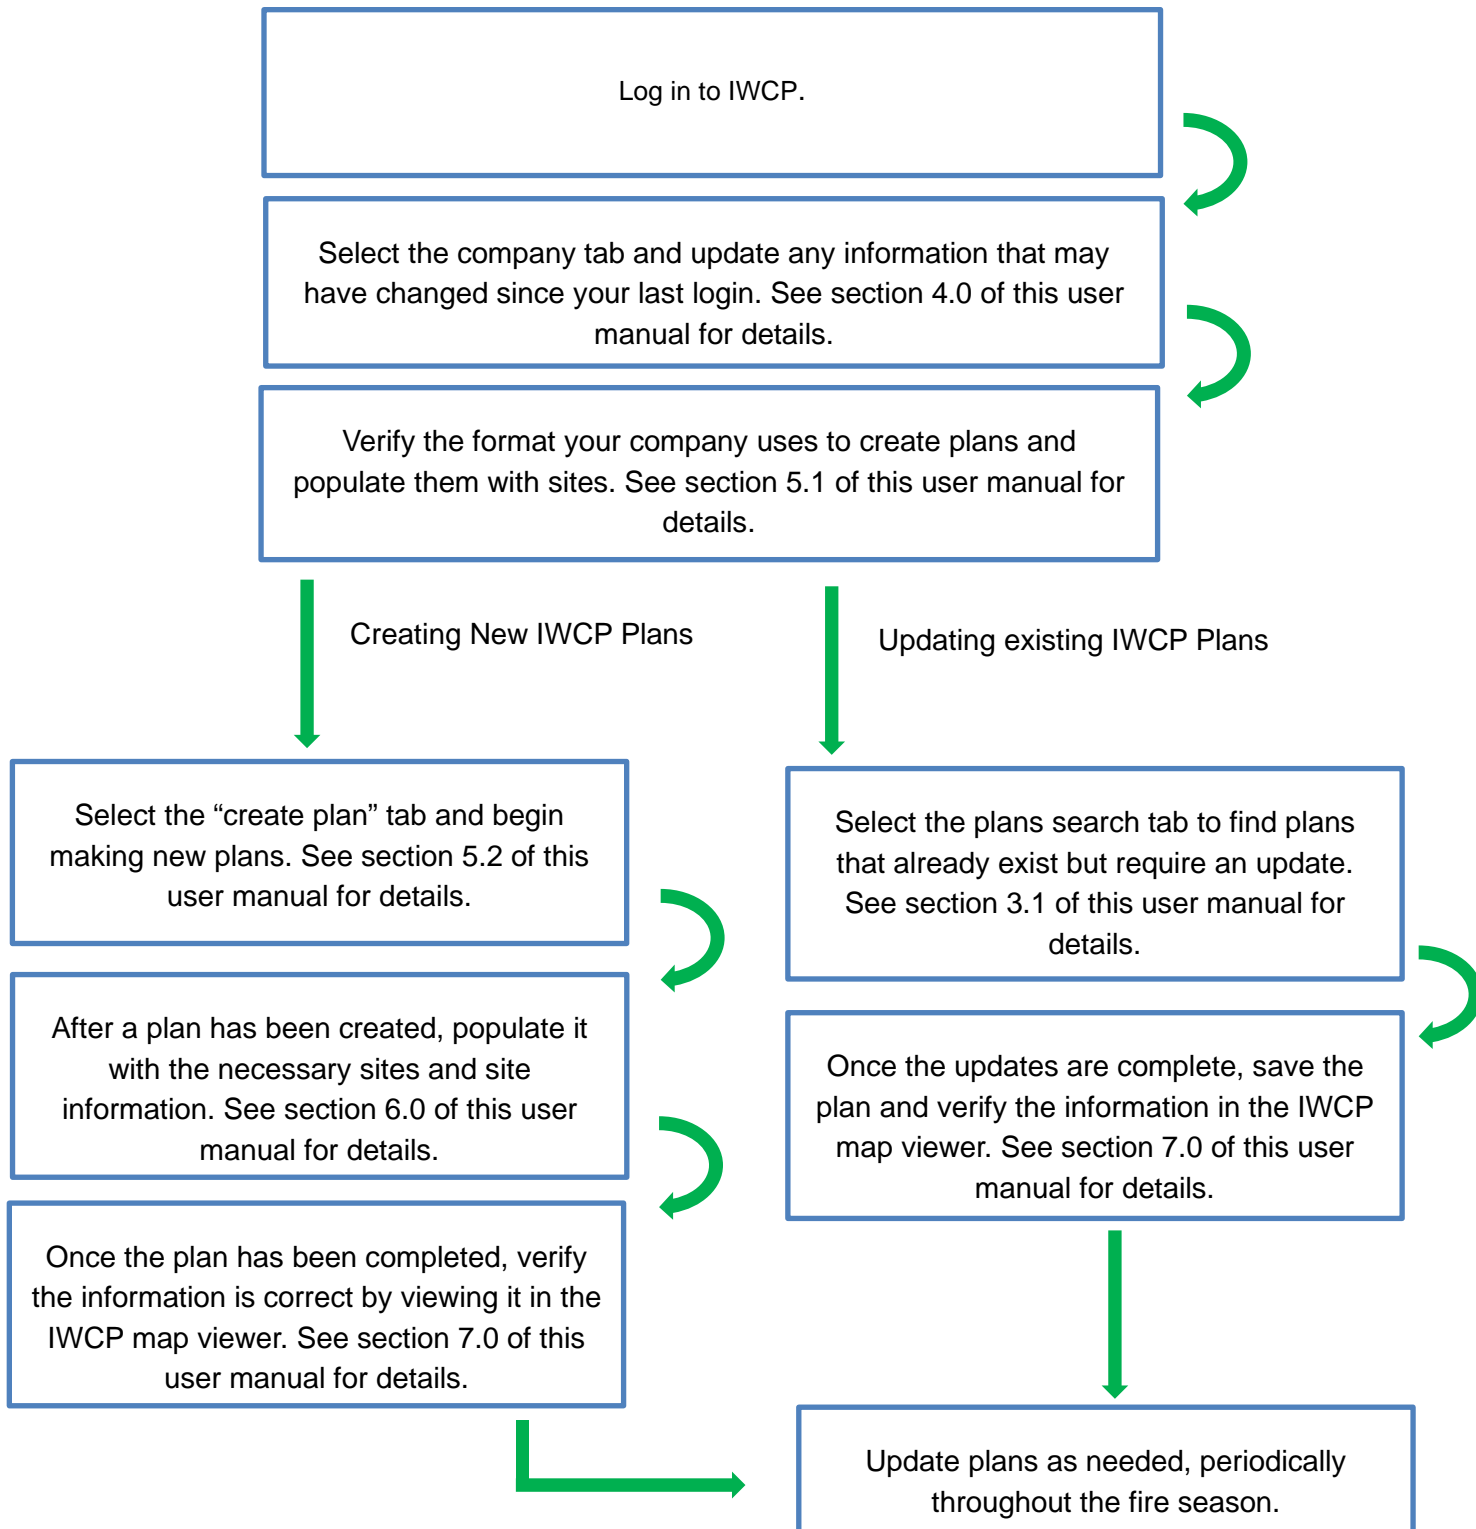 Log in to IWCP.
Select the company tab and update any information that may
have changed since your last login. See section 4.0 of this user
manual for details.
Verify the format your company uses to create plans and
populate them with sites. See section 5.1 of this user manual for
details.
Creating New IWCP Plans
Updating existing IWCP Plans
Select the “create plan” tab and begin
making new plans. See section 5.2 of this
user manual for details.
After a plan has been created, populate it
with the necessary sites and site
information. See section 6.0 of this user
manual for details.
Once the plan has been completed, verify
the information is correct by viewing it in the
IWCP map viewer. See section 7.0 of this
user manual for details.
Select the plans search tab to find plans
that already exist but require an update.
See section 3.1 of this user manual for
details.
Once the updates are complete, save the
plan and verify the information in the IWCP
map viewer. See section 7.0 of this user
manual for details.
Update plans as needed, periodically
throughout the fire season.